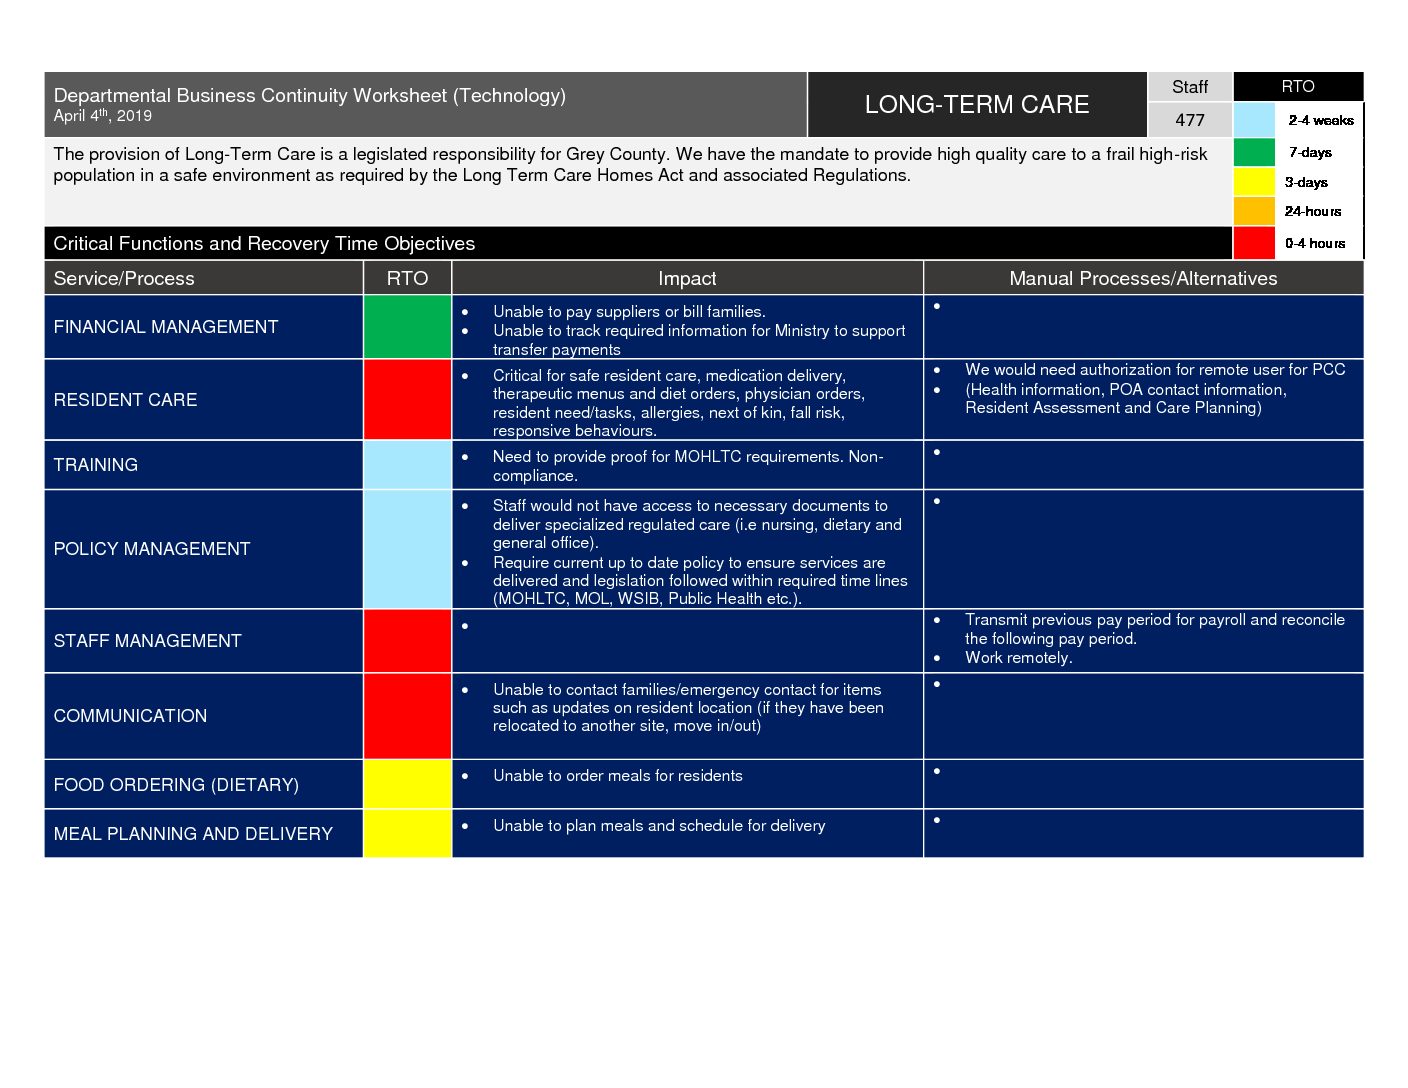 Departmental Business Continuity Worksheet (Technology)
April 4th, 2019
LONG-TERM CARE
Staff
477
RTO
2-4 weeks
7-days
3-days
24-hours
0-4 hours
The provision of Long-Term Care is a legislated responsibility for Grey County. We have the mandate to provide high quality care to a frail high-risk
population in a safe environment as required by the Long Term Care Homes Act and associated Regulations.
Critical Functions and Recovery Time Objectives
Service/Process RTO Impact Manual Processes/Alternatives
FINANCIAL MANAGEMENT
• Unable to pay suppliers or bill families.
• Unable to track required information for Ministry to support
transfer payments
•
RESIDENT CARE
• Critical for safe resident care, medication delivery,
therapeutic menus and diet orders, physician orders,
resident need/tasks, allergies, next of kin, fall risk,
responsive behaviours.
• We would need authorization for remote user for PCC
• (Health information, POA contact information,
Resident Assessment and Care Planning)
TRAINING
• Need to provide proof for MOHLTC requirements. Non-
compliance.
•
POLICY MANAGEMENT
• Staff would not have access to necessary documents to
deliver specialized regulated care (i.e nursing, dietary and
general office).
• Require current up to date policy to ensure services are
delivered and legislation followed within required time lines
(MOHLTC, MOL, WSIB, Public Health etc.).
•
STAFF MANAGEMENT
•
• Transmit previous pay period for payroll and reconcile
the following pay period.
• Work remotely.
COMMUNICATION
• Unable to contact families/emergency contact for items
such as updates on resident location (if they have been
relocated to another site, move in/out)
•
FOOD ORDERING (DIETARY)
• Unable to order meals for residents
•
MEAL PLANNING AND DELIVERY
• Unable to plan meals and schedule for delivery
•